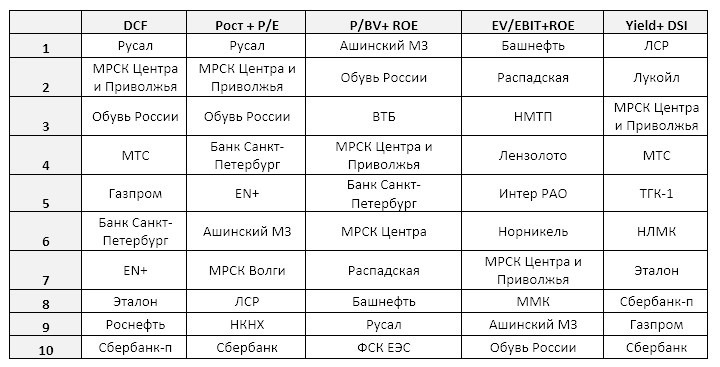 DCF Рост + P/E P/BV+ ROE EV/EBIT+ROE Yield+ DSI
1 Русал Русал Ашинский МЗ Башнефть ЛСР
2 МРСК Центра и Приволжья МРСК Центра и Приволжья Обувь России Распадская Лукойл
3 Обувь России Обувь России ВТБ НМТП МРСК Центра и Приволжья
4 МТС Банк Санкт-Петербург МРСК Центра и Приволжья Лензолото МТС
5 Газпром EN+ Банк Санкт-Петербург Интер РАО ТГК-1
6 Банк Санкт-Петербург Ашинский МЗ МРСК Центра Норникель НЛМК
7 EN+ МРСК Волги Распадская МРСК Центра и Приволжья Эталон
8 Эталон ЛСР Башнефть ММК Сбербанк-п
9 Роснефть НКНХ Русал Ашинский МЗ Газпром
10 Сбербанк-п Сбербанк ФСК ЕЭС Обувь России Сбербанк